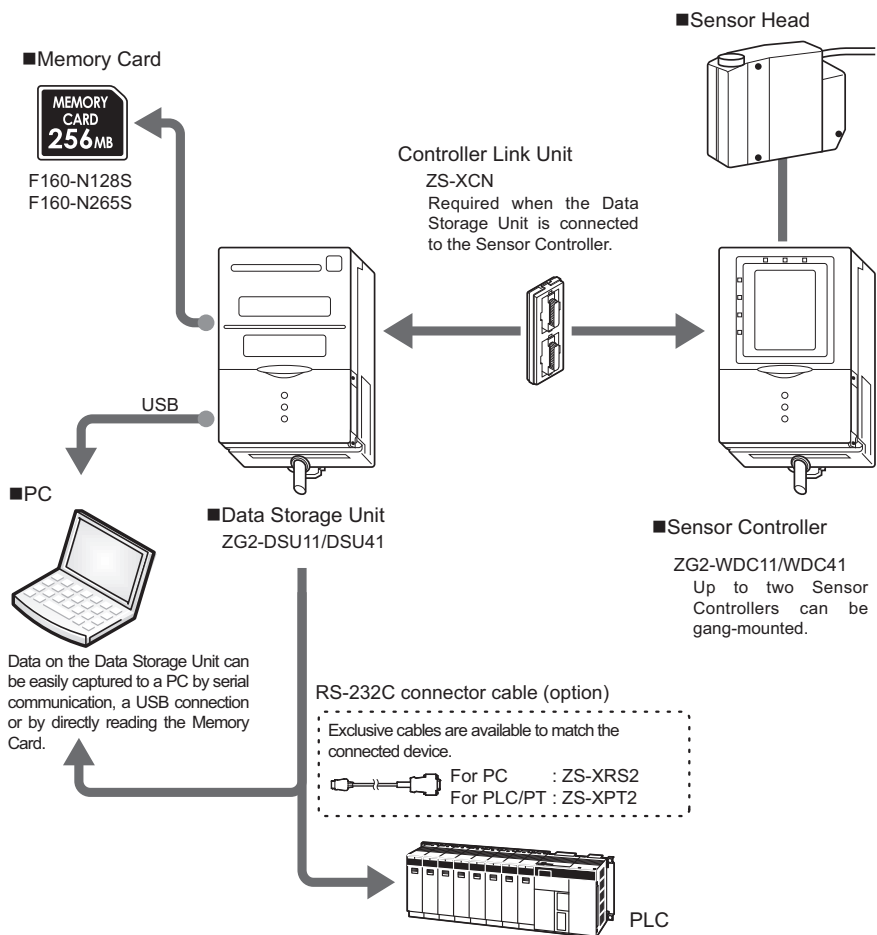 ■Sensor Head
■Memory Card
MEMORY
CARD
256MB
F160-N128S
F160-N265S
Controller Link Unit
ZS-XCN
Required when the Data
Storage Unit is connected
to the Sensor Controller.
USB
■PC
■Data Storage Unit
ZG2-DSU11/DSU41
■Sensor Controller
ZG2-WDC11/WDC41
Up to two Sensor
Controllers can be
gang-mounted.
Data on the Data Storage Unit can
be easily captured to a PC by serial
communication, a USB connection
or by directly reading the Memory
Card.
RS-232C connector cable (option)
Exclusive cables are available to match the
connected device.
For PC : ZS-XRS2
For PLC/PT : ZS-XPT2
PLC